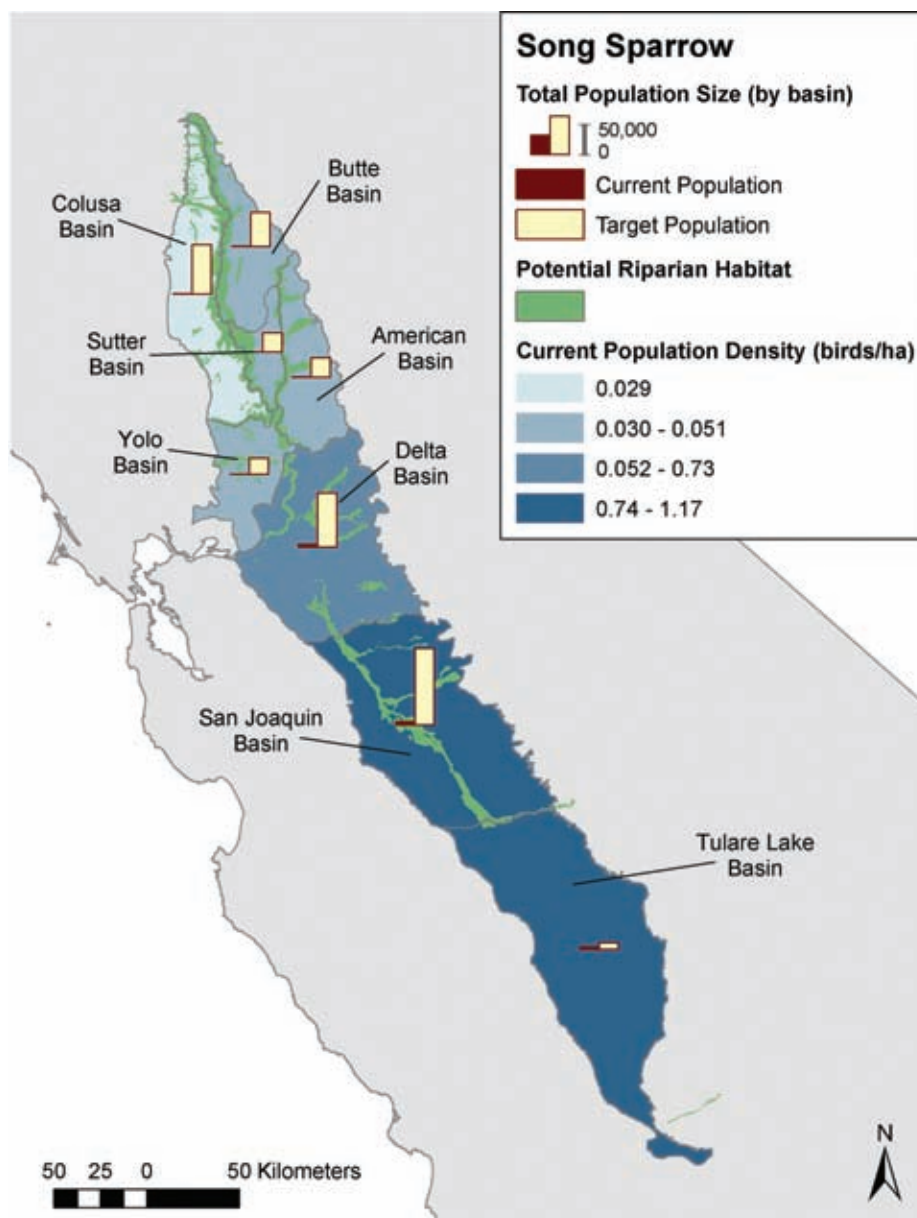 Song Sparrow
Total Population Size (by basin)
50,000
0
Current Population
Target Population
Potential Riparian Habitat
Current Population Density (birds/ha)
0.029
0.030 - 0.051
0.052 - 0.73
0.74 - 1.17
Butte
Basin
Colusa
Basin
Sutter
Basin
American
Basin
Yolo
Basin
Delta
Basin
San Joaquin
Basin
Tulare Lake
Basin
50 25 0 50 Kilometers
N